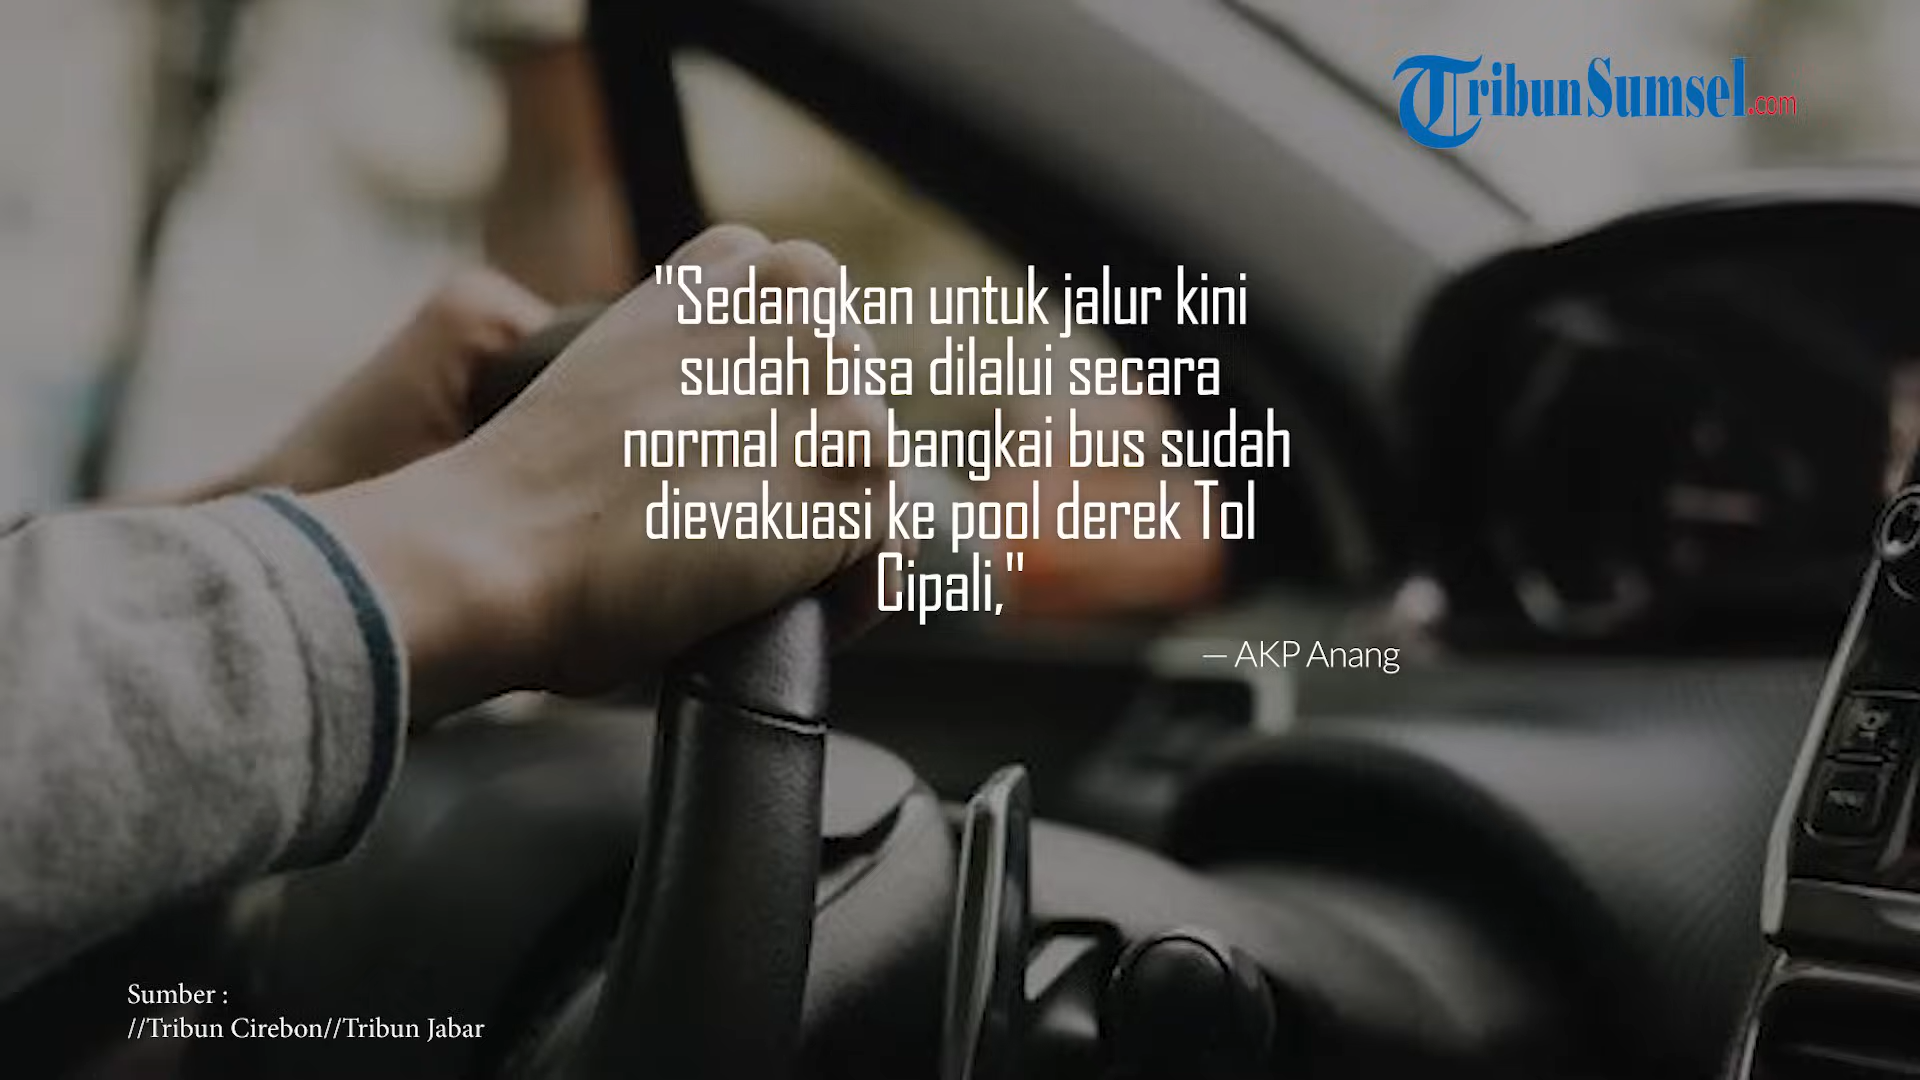 TribunSumsel.com
"Sedangkan untuk jalur kini
sudah bisa dilalui secara
normal dan bangkai bus sudah
dievakuasi ke pool derek Tol
Cipali,"
— AKP Anang
Sumber :
//Tribun Cirebon//Tribun Jabar